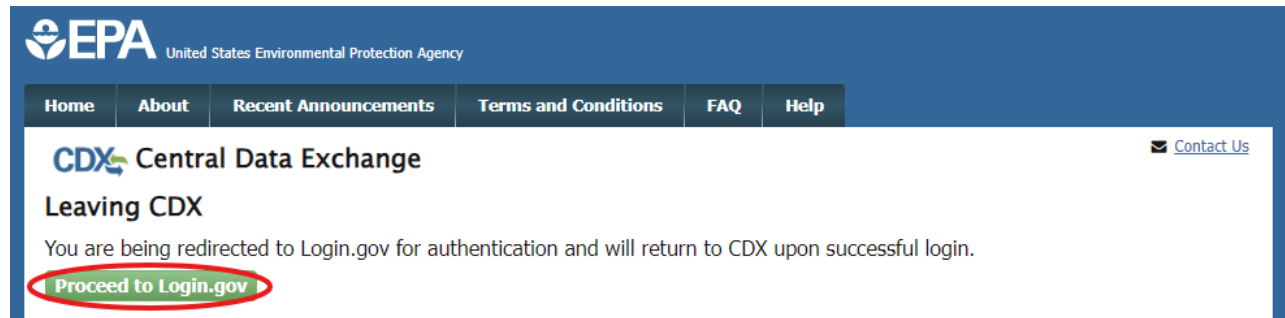 EPA United States Environmental Protection Agency
Home About Recent Announcements Terms and Conditions FAQ Help
CDX Central Data Exchange
Contact Us
Leaving CDX
You are being redirected to Login.gov for authentication and will return to CDX upon successful login.
Proceed to Login.gov